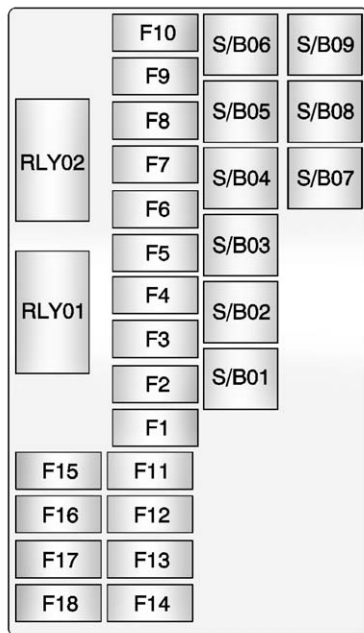 F10 S/B06 S/B09
F9
F8 S/B05 S/B08
RLY02 F7 S/B04 S/B07
F6
F5 S/B03
RLY01 F4 S/B02
F3
F2 S/B01
F1
F15 F11
F16 F12
F17 F13
F18 F14